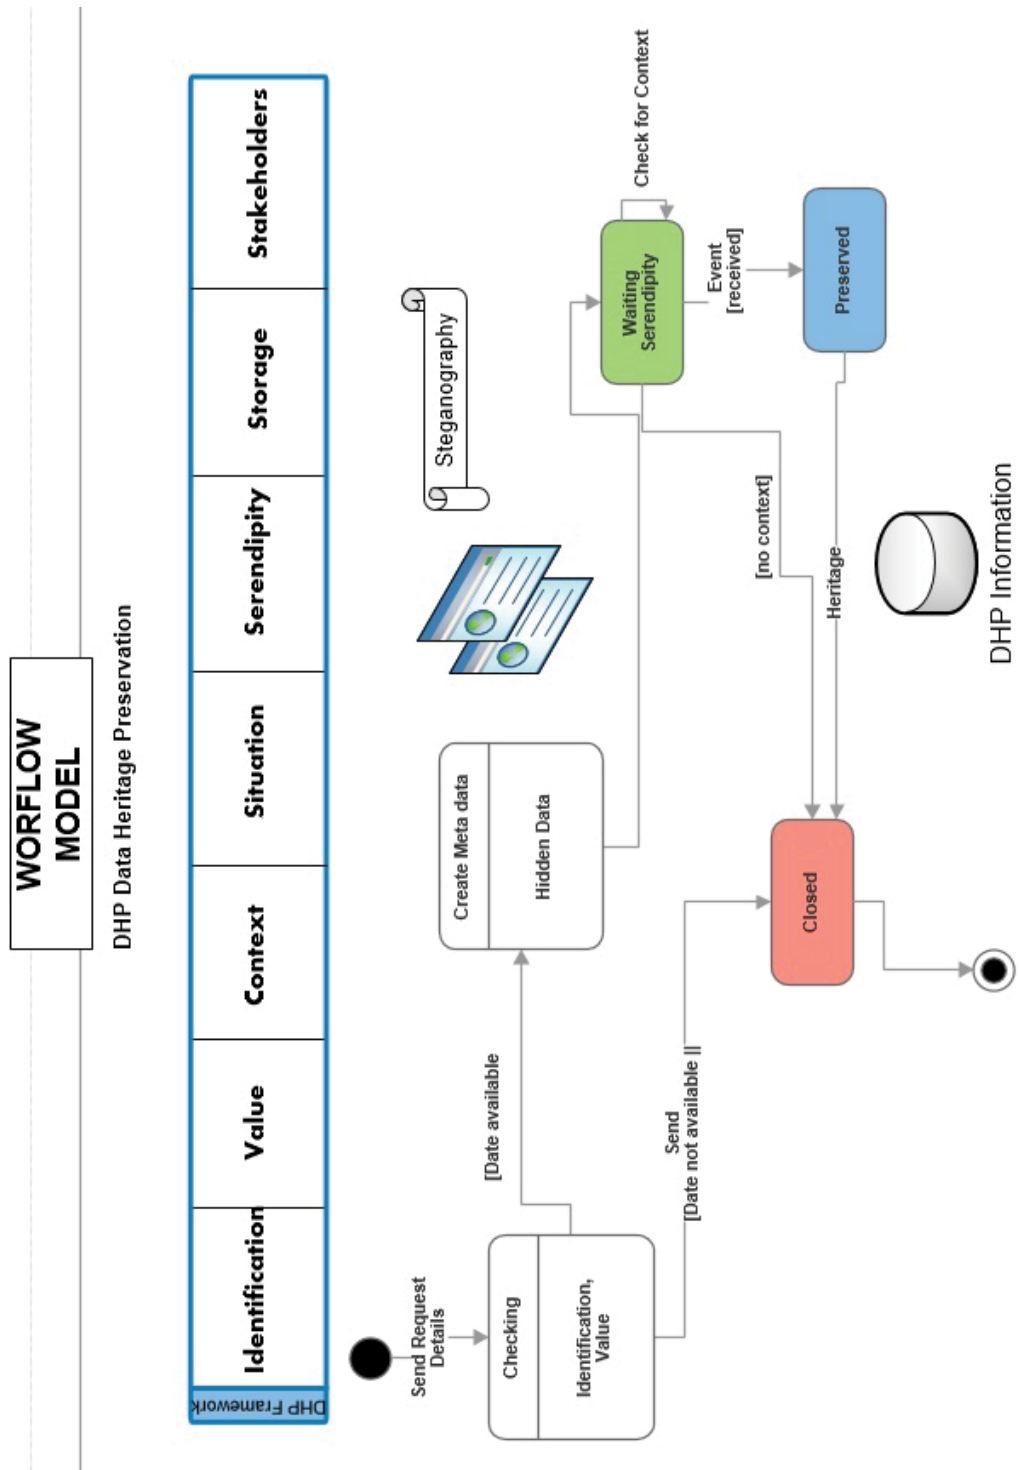 WORFLOW
MODEL
DHP Data Heritage Preservation
DHP Framework
Identification
Value
Context
Situation
Serendipity
Storage
Stakeholders
Send Request
Details
Checking
Identification,
Value
[Date available
Send
[Date not available ||
Create Meta data
Hidden Data
Steganography
Waiting
Serendipity
Check for Context
Event
[received]
Preserved
[no context]
Heritage
Closed
DHP Information